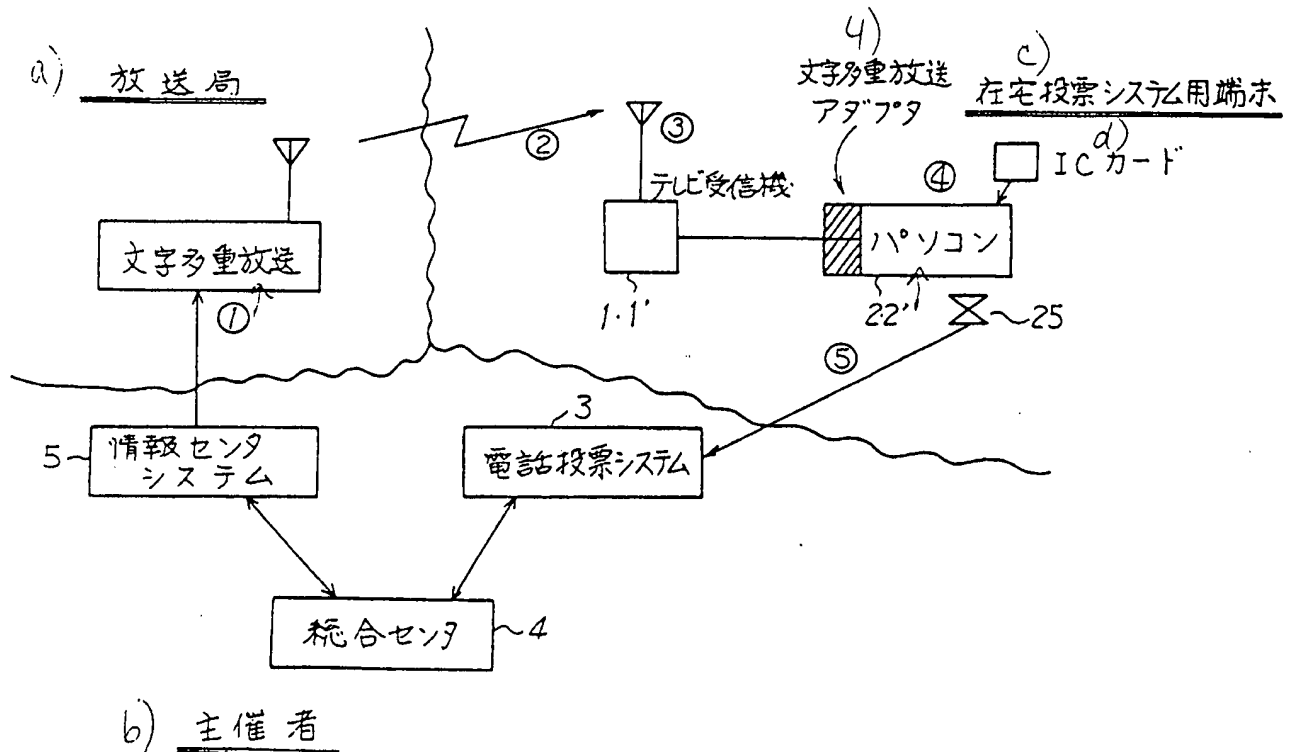 a) 放送局
4)
文字多重放送
アダプタ
c)
在宅投票システム用端末
d)
ICカード
②
③
④
テレビ受信機
文字多重放送
①
パソコン
1・1'
22'
25
⑤
3
5
情報センタ
システム
電話投票システム
総合センタ
4
b) 主催者